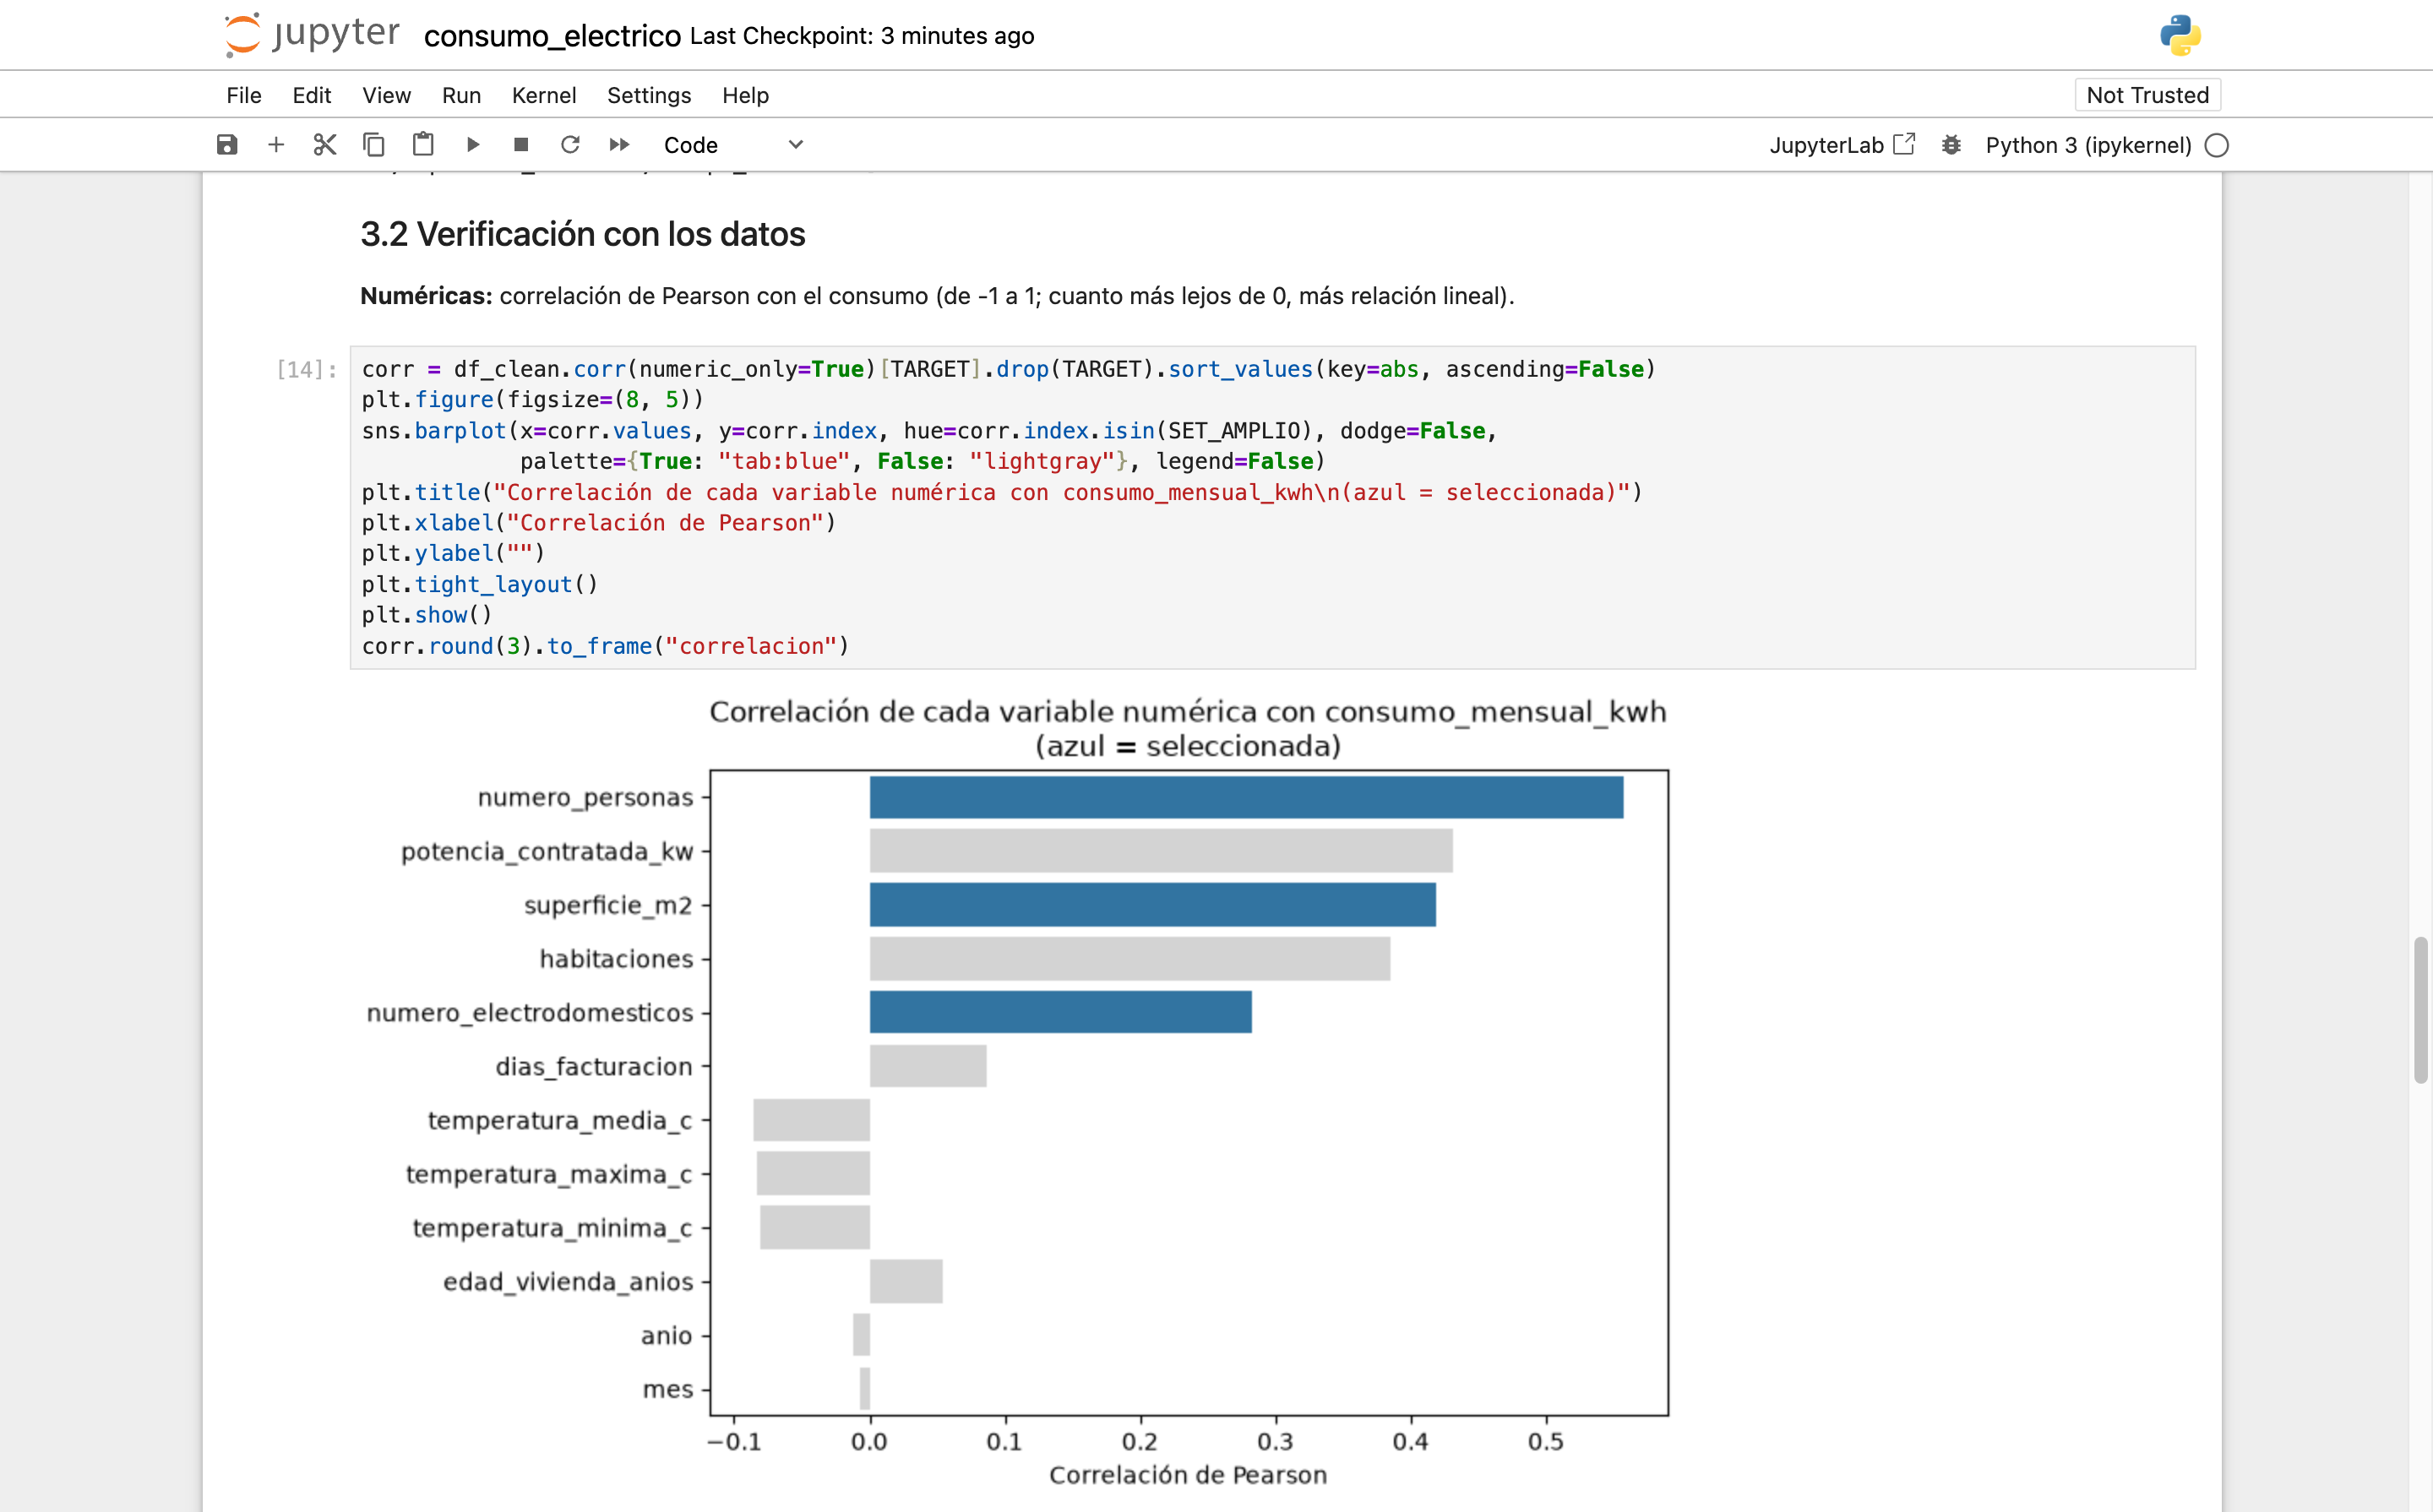 jupyter consumo_electrico Last Checkpoint: 3 minutes ago
File Edit View Run Kernel Settings Help Not Trusted
Code JupyterLab Python 3 (ipykernel)
3.2 Verificación con los datos
Numéricas: correlación de Pearson con el consumo (de -1 a 1; cuanto más lejos de 0, más relación lineal).
[14]: corr = df_clean.corr(numeric_only=True)[TARGET].drop(TARGET).sort_values(key=abs, ascending=False)
plt.figure(figsize=(8, 5))
sns.barplot(x=corr.values, y=corr.index, hue=corr.index.isin(SET_AMPLIO), dodge=False,
            palette={True: "tab:blue", False: "lightgray"}, legend=False)
plt.title("Correlación de cada variable numérica con consumo_mensual_kwh\n(azul = seleccionada)")
plt.xlabel("Correlación de Pearson")
plt.ylabel("")
plt.tight_layout()
plt.show()
corr.round(3).to_frame("correlacion")
Correlación de cada variable numérica con consumo_mensual_kwh
(azul = seleccionada)
numero_personas
potencia_contratada_kw
superficie_m2
habitaciones
numero_electrodomesticos
dias_facturacion
temperatura_media_c
temperatura_maxima_c
temperatura_minima_c
edad_vivienda_anios
anio
mes
−0.1 0.0 0.1 0.2 0.3 0.4 0.5
Correlación de Pearson